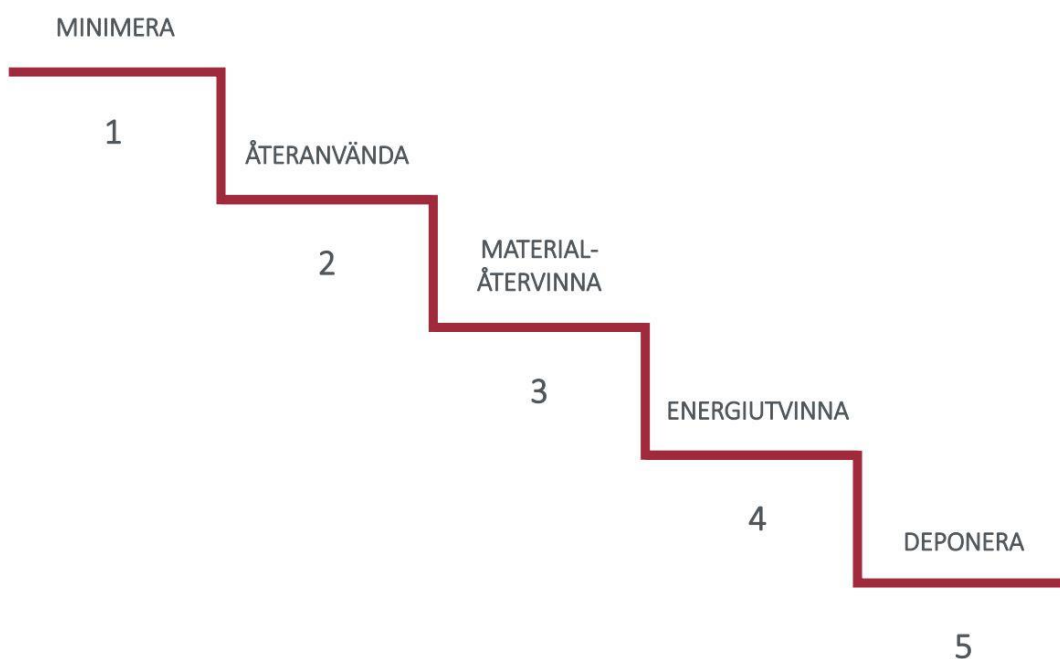 MINIMERA
1
ÅTERANVÄNDA
2
MATERIAL-
ÅTERVINNA
3
ENERGIUTVINNA
4
DEPONERA
5